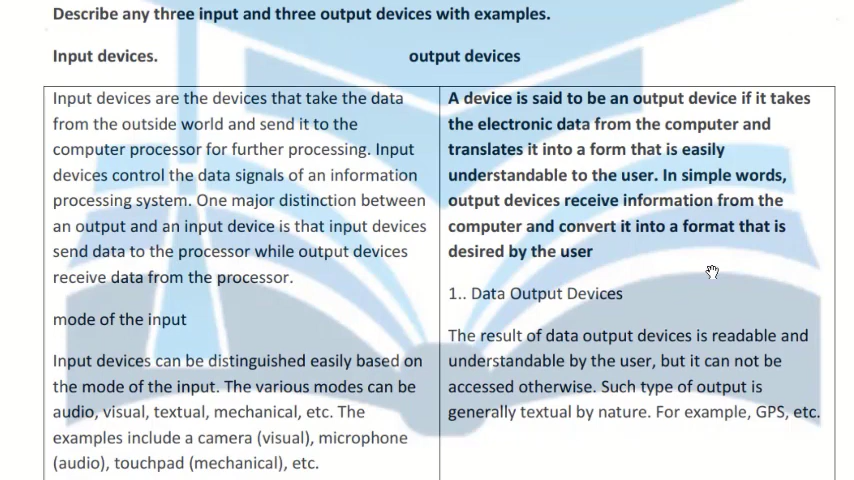 Describe any three input and three output devices with examples.
Input devices.
output devices
Input devices are the devices that take the data
from the outside world and send it to the
computer processor for further processing. Input
devices control the data signals of an information
processing system. One major distinction between
an output and an input device is that input devices
send data to the processor while output devices
receive data from the processor.
mode of the input
Input devices can be distinguished easily based on
the mode of the input. The various modes can be
audio, visual, textual, mechanical, etc. The
examples include a camera (visual), microphone
(audio), touchpad (mechanical), etc.
A device is said to be an output device if it takes
the electronic data from the computer and
translates it into a form that is easily
understandable to the user. In simple words,
output devices receive information from the
computer and convert it into a format that is
desired by the user
1.. Data Output Devices
The result of data output devices is readable and
understandable by the user, but it can not be
accessed otherwise. Such type of output is
generally textual by nature. For example, GPS, etc.